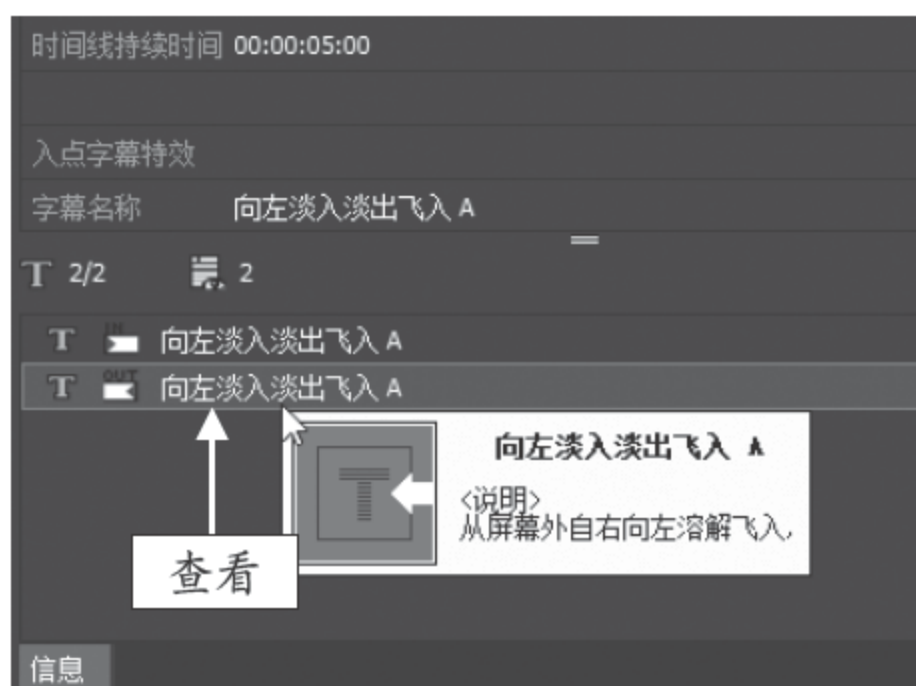 时间线持续时间 00:00:05:00
入点字幕特效
字幕名称 向左淡入淡出飞入 A
T 2/2 2
T IN 向左淡入淡出飞入 A
T OUT 向左淡入淡出飞入 A
向左淡入淡出飞入 A
<说明>
从屏幕外自右向左溶解飞入,
查看
信息